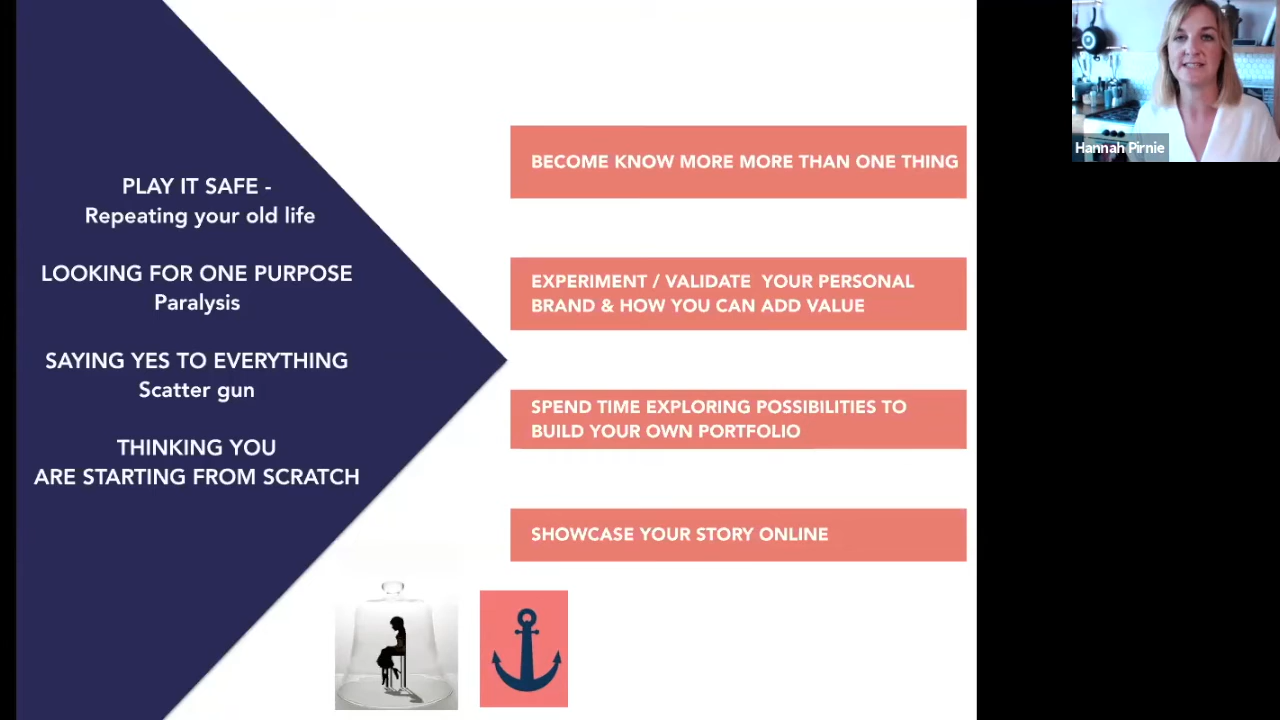 PLAY IT SAFE -
Repeating your old life
LOOKING FOR ONE PURPOSE
Paralysis
SAYING YES TO EVERYTHING
Scatter gun
THINKING YOU
ARE STARTING FROM SCRATCH
BECOME KNOW MORE MORE THAN ONE THING
EXPERIMENT / VALIDATE YOUR PERSONAL
BRAND & HOW YOU CAN ADD VALUE
SPEND TIME EXPLORING POSSIBILITIES TO
BUILD YOUR OWN PORTFOLIO
SHOWCASE YOUR STORY ONLINE
Hannah Pirnie